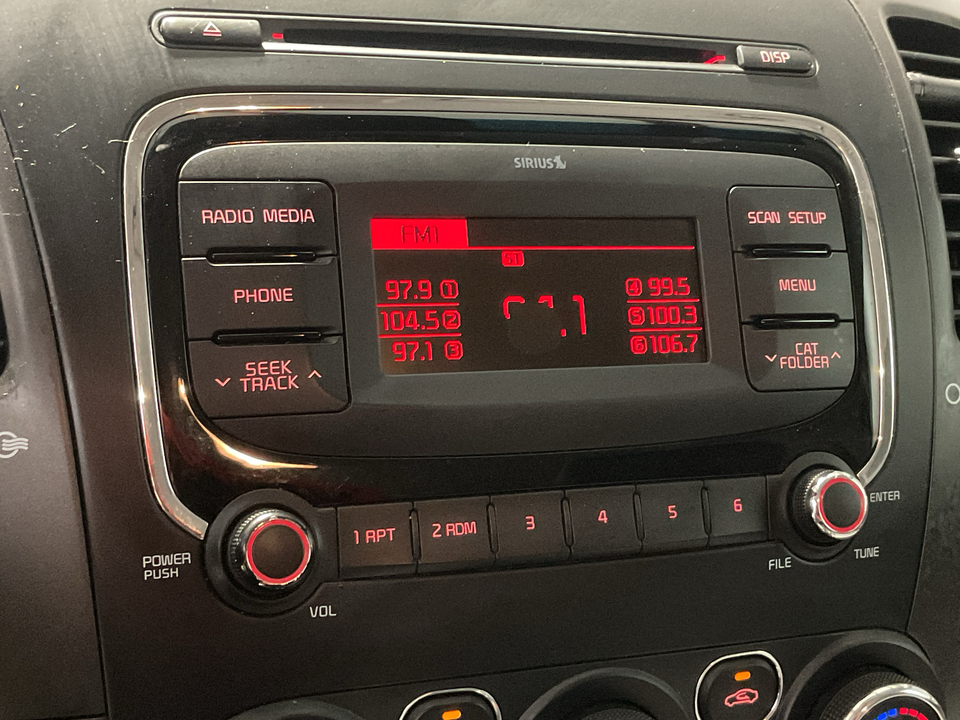 DISP
SIRIUS
RADIO MEDIA
SCAN SETUP
FM1
PHONE
MENU
97.9 1
4 99.5
104.5 2
5 100.3
97.1 3
6 106.7
SEEK
TRACK
CAT
FOLDER
1 RPT
2 RDM
3
4
5
6
ENTER
POWER
PUSH
VOL
FILE
TUNE